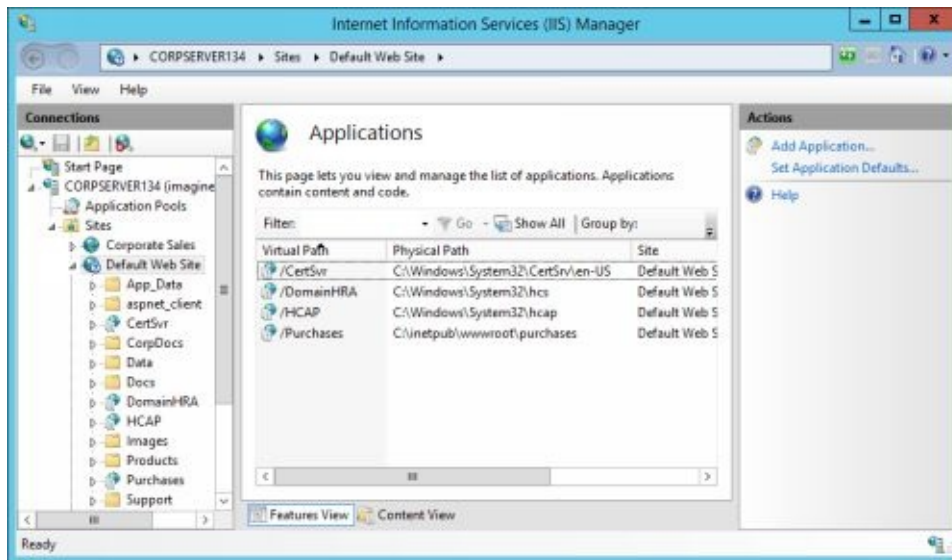 Internet Information Services (IIS) Manager
CORPSERVER134 Sites Default Web Site
File View Help
Connections
Start Page
CORPSERVER134 (imagine
Application Pools
Sites
Corporate Sales
Default Web Site
App_Data
aspnet_client
CertSvr
CorpDocs
Data
Docs
DomainHRA
HCAP
Images
Products
Purchases
Support
Applications
This page lets you view and manage the list of applications. Applications
contain content and code.
Filter: Go Show All Group by:
Virtual Path Physical Path Site
/CertSvr C:\Windows\System32\CertSrv\en-US Default Web S
/DomainHRA C:\Windows\System32\hcs Default Web S
/HCAP C:\Windows\System32\hcap Default Web S
/Purchases C:\inetpub\wwwroot\purchases Default Web S
Features View Content View
Actions
Add Application...
Set Application Defaults...
Help
Ready